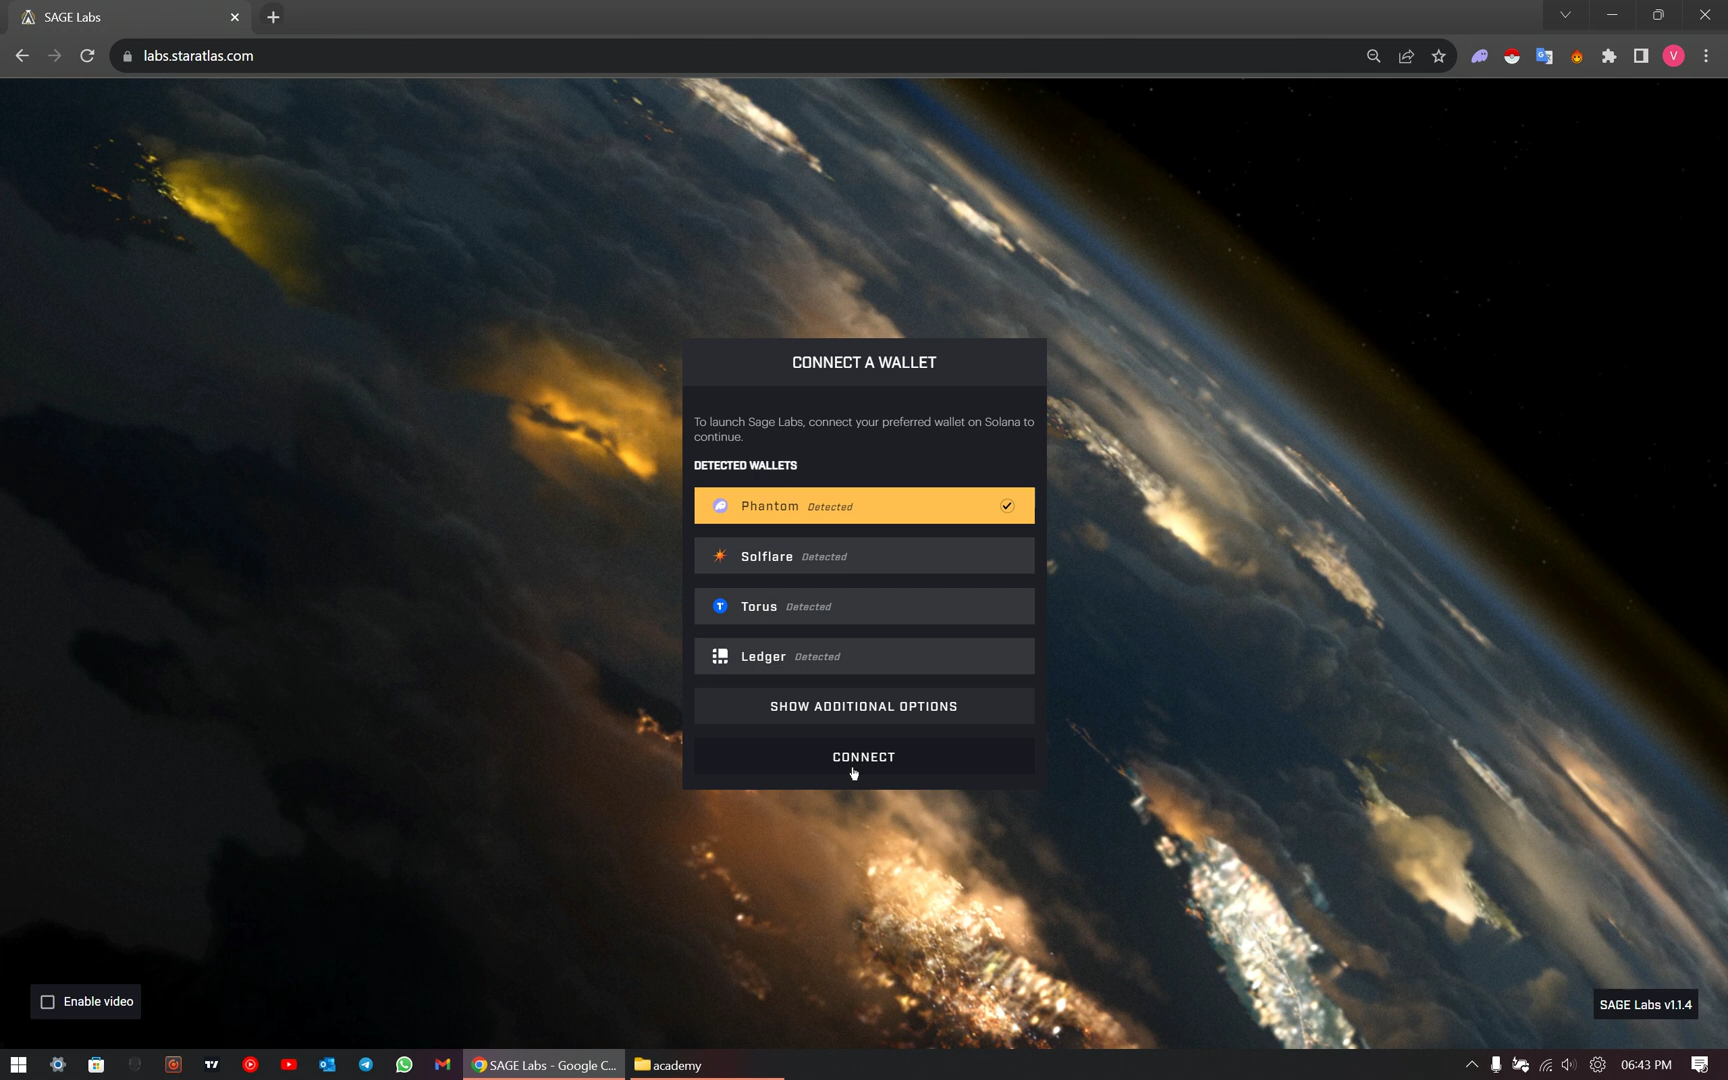 SAGE Labs
labs.staratlas.com
V
CONNECT A WALLET
To launch Sage Labs, connect your preferred wallet on Solana to
continue.
DETECTED WALLETS
Phantom Detected
Solflare Detected
Torus Detected
Ledger Detected
SHOW ADDITIONAL OPTIONS
CONNECT
Enable video
SAGE Labs v1.1.4
SAGE Labs - Google C...
academy
06:43 PM